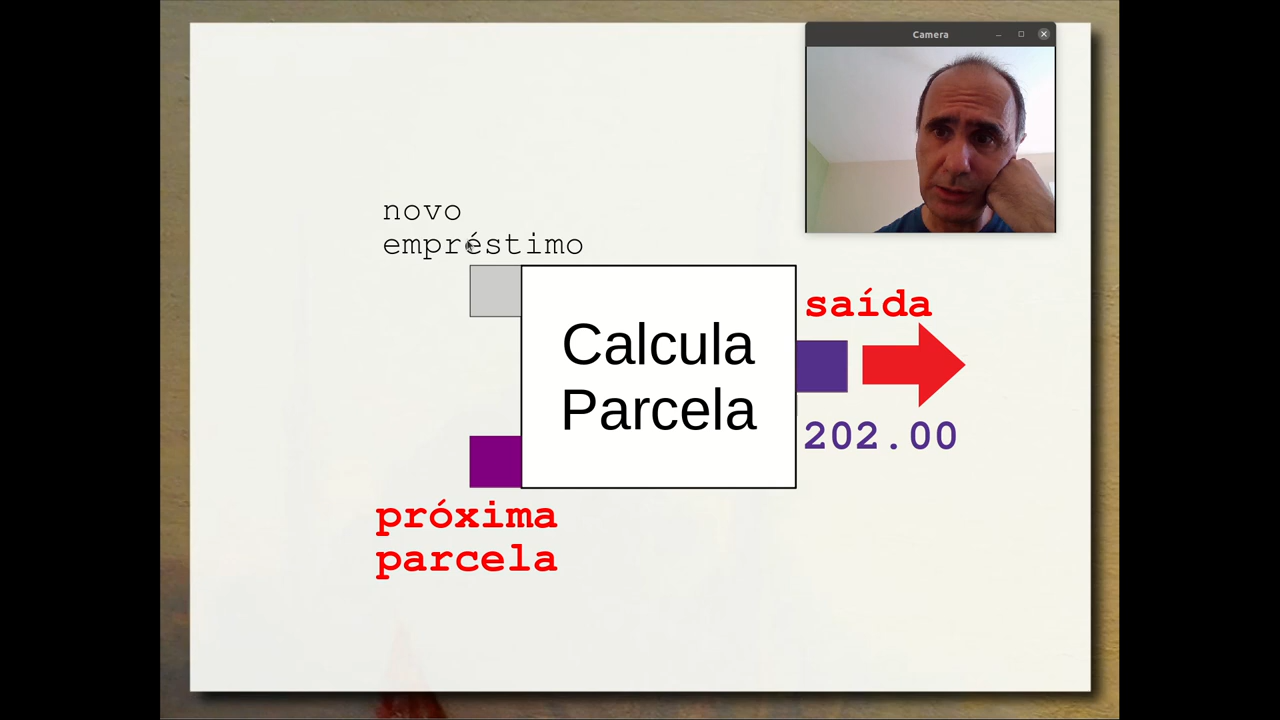 Camera
novo
empréstimo
Calcula
Parcela
saída
202.00
próxima
parcela